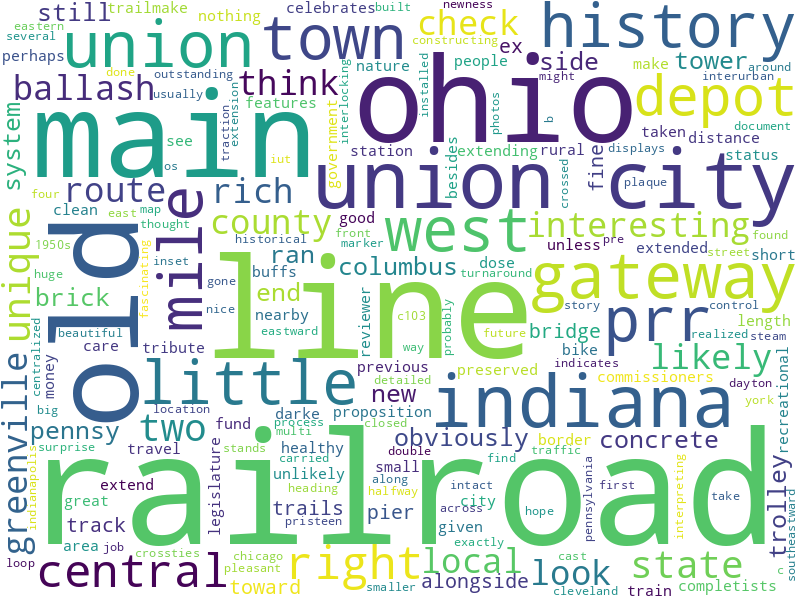 newness
still
trailmake
celebrates
built
nothing
constructing
eastern
several
perhaps
union
town
check
ex
side
history
nature
people
tower
make
around
interurban
done
outstanding
usually
ballash
think
features
main
ohio
depot
document
system
traction
extension
government
interlocking
installed
photos
might
b
taken
distance
see
os
iut
station
extending
rural
displays
status
four
clean
east
map
thought
route
rich
union city
besides
crossed
fine
plaque
1950s
unique
old
mile
county
good
front
marker
west
interesting
unless
pre
street
found
historical
buffs
ran
columbus
dose
turnaround
extended
short
huge
fascinating
inset
gone
nice
end
nearby
eastward
line
gateway
story
control
brick
c103
way
reviewer
probably
future
bridge
prr
realized
steam
length
centralized
beautiful
care
tribute
bike
indicates
likely
money
previous
detailed
preserved
commissioners
dayton
york
recreational
greenville
big
location
little
new
proposition
indiana
pennsy
two
fund
darke
process
closed
surprise
travel
stands
multi
carried
healthy
obviously
border
concrete
traffic
indianapolis
legislature
heading
unlikely
double
small
along
halfway
find
intact
across
city
first
pennsylvania
interpreting
take
trolley
southeastward
great
extend
railroad
track
trails
pristeen
pier
given
hope
exactly
area
job
loop
crossties
central
chicago
pleasant
toward
right
local
cast
look
state
smaller
alongside
cleveland
train
completists
c